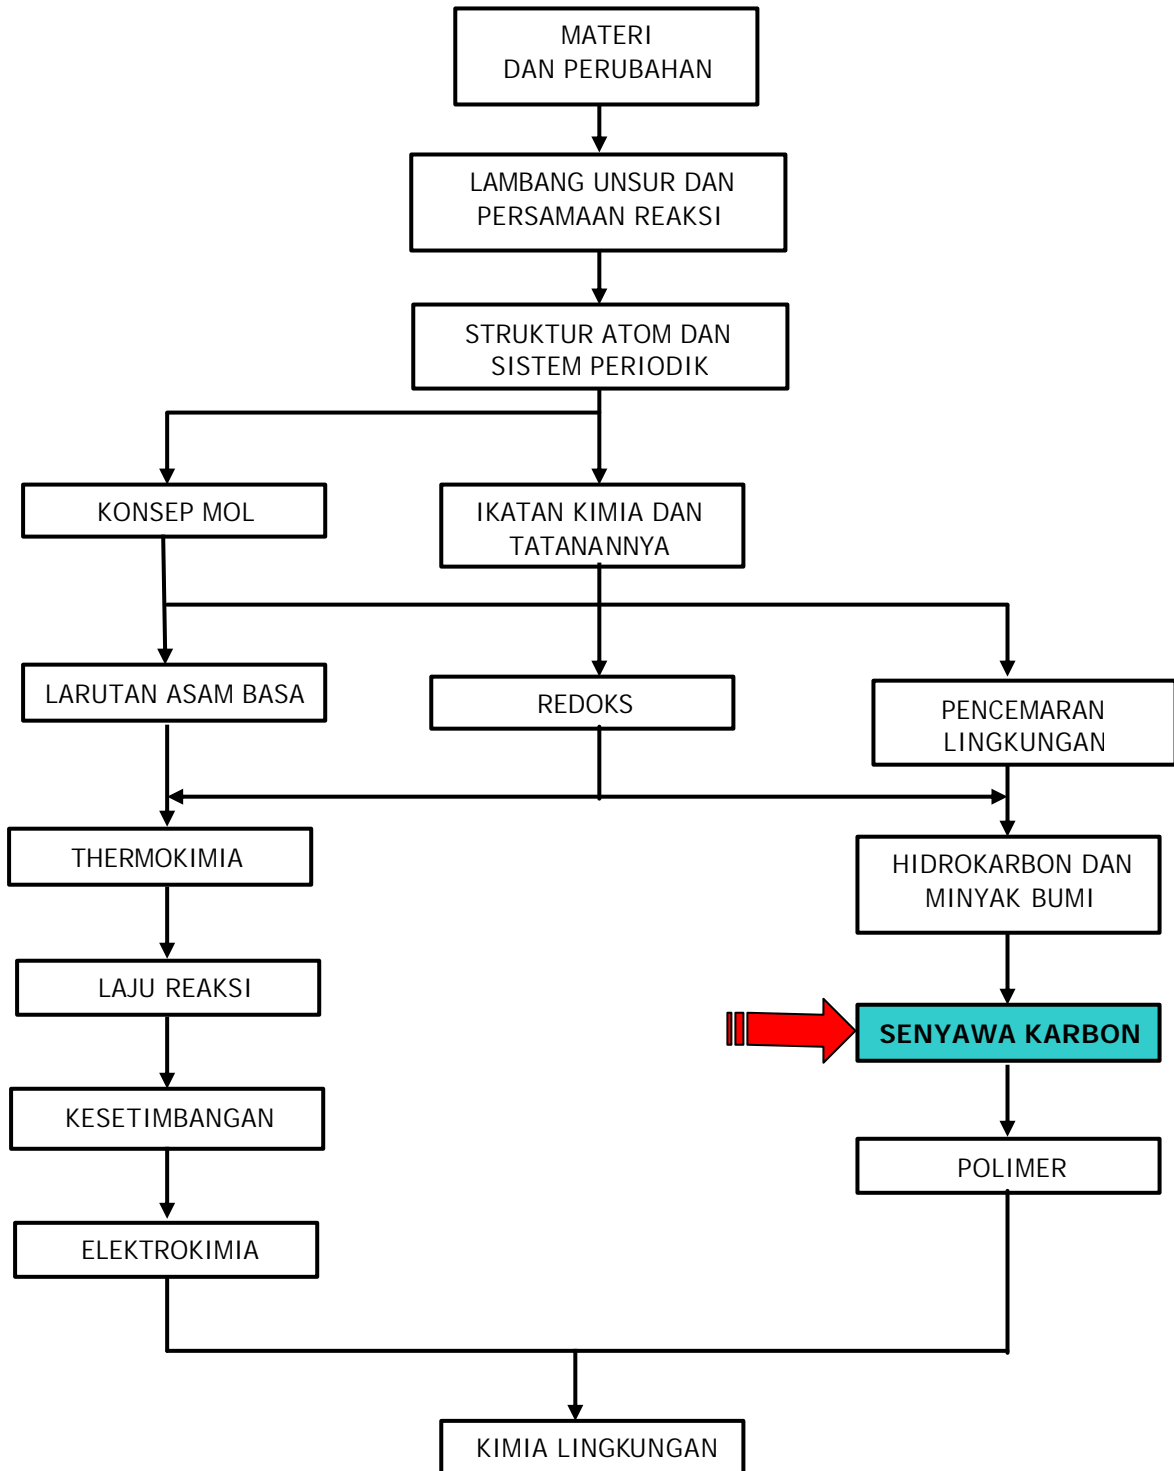 MATERI
DAN PERUBAHAN
LAMBANG UNSUR DAN
PERSAMAAN REAKSI
STRUKTUR ATOM DAN
SISTEM PERIODIK
KONSEP MOL
IKATAN KIMIA DAN
TATANANNYA
LARUTAN ASAM BASA
REDOKS
PENCEMARAN
LINGKUNGAN
THERMOKIMIA
HIDROKARBON DAN
MINYAK BUMI
LAJU REAKSI
SENYAWA KARBON
KESETIMBANGAN
POLIMER
ELEKTROKIMIA
KIMIA LINGKUNGAN